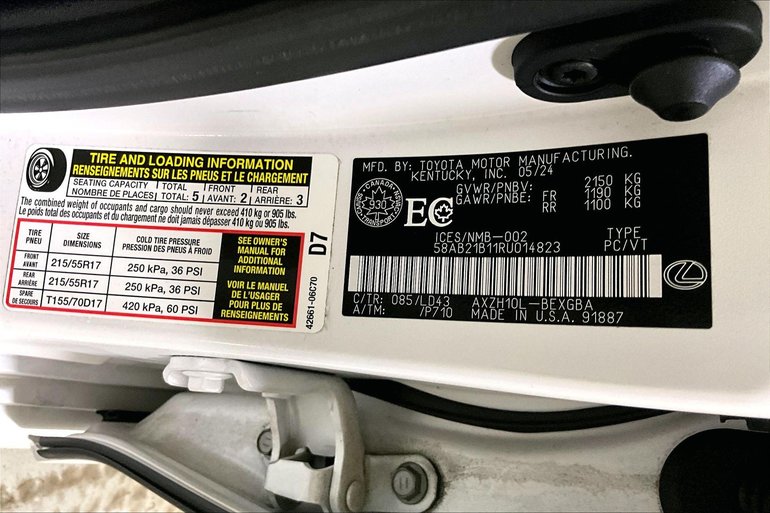 TIRE AND LOADING INFORMATION
RENSEIGNEMENTS SUR LES PNEUS ET LE CHARGEMENT
SEATING CAPACITY TOTAL FRONT REAR
NOMBRE DE PLACES TOTAL: 5 AVANT: 2 ARRIÈRE: 3
The combined weight of occupants and cargo should never exceed 410 kg or 905 lbs.
Le poids total des occupants et du chargement ne doit jamais dépasser 410 kg ou 905 lbs.
TIRE SIZE COLD TIRE PRESSURE
PNEU DIMENSIONS PRESSION DES PNEUS À FROID
FRONT
AVANT 215/55R17 250 kPa, 36 PSI
REAR
ARRIÈRE 215/55R17 250 kPa, 36 PSI
SPARE
DE SECOURS T155/70D17 420 kPa, 60 PSI
SEE OWNER'S
MANUAL FOR
ADDITIONAL
INFORMATION
VOIR LE MANUEL
DE L'USAGER
POUR PLUS DE
RENSEIGNEMENTS
D7
42661-06C70
MFD. BY: TOYOTA MOTOR MANUFACTURING.
KENTUCKY, INC. 05/24
GVWR/PNBV: 2150 KG
GAWR/PNBE: FR 1190 KG
RR 1100 KG
CANADA
930
TRANSPORT
EC
ICES/NMB-002 TYPE
58AB21B11RU014823 PC/VT
C/TR: 085/LD43 AXZH10L-BEXGBA
A/TM: /P710 MADE IN U.S.A. 91887